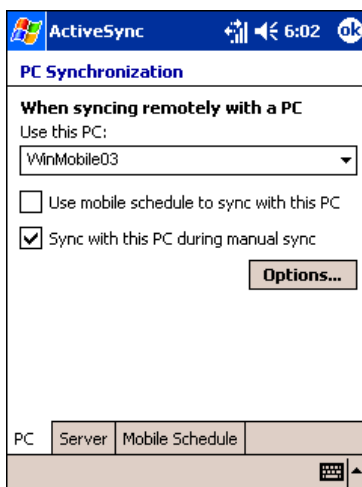 ActiveSync 6:02 ok
PC Synchronization
When syncing remotely with a PC
Use this PC:
WinMobile03
Use mobile schedule to sync with this PC
Sync with this PC during manual sync
Options...
PC Server Mobile Schedule